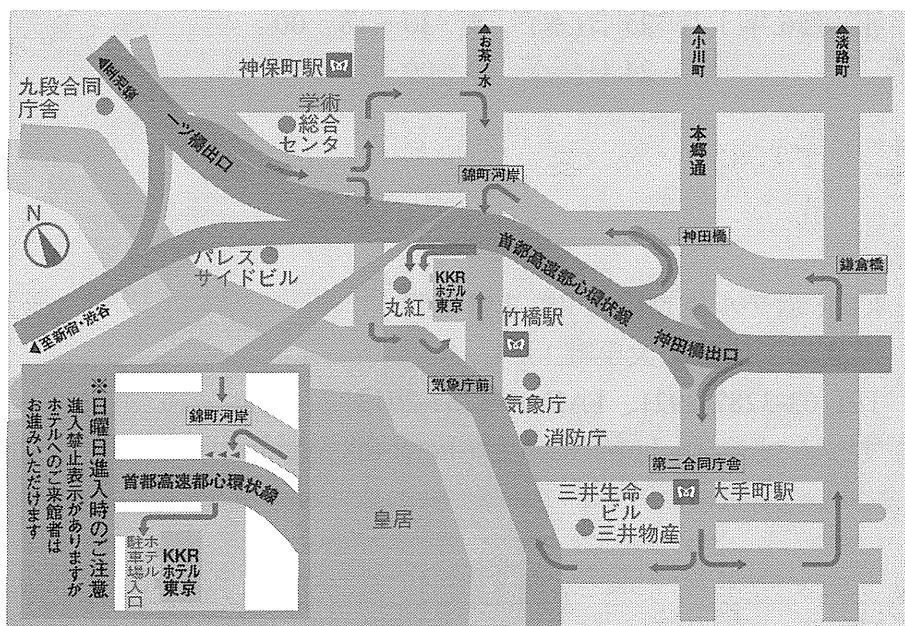 神保町駅
お茶ノ水
小川町
淡路町
九段合同
庁舎
至池袋
学術
総合
センタ
一ツ橋出口
本郷通
錦町河岸
N
神田橋
鎌倉橋
パレス
サイドビル
首都高速都心環状線
丸紅
KKR
ホテル
東京
竹橋駅
神田橋出口
至新宿・渋谷
気象庁前
気象庁
消防庁
第二合同庁舎
三井生命
ビル
大手町駅
三井物産
皇居
※日曜日進入時のご注意
進入禁止表示がありますが
ホテルへのご来館者は
お進みいただけます
錦町河岸
首都高速都心環状線
ホテル
駐車場入口
KKR
ホテル
東京